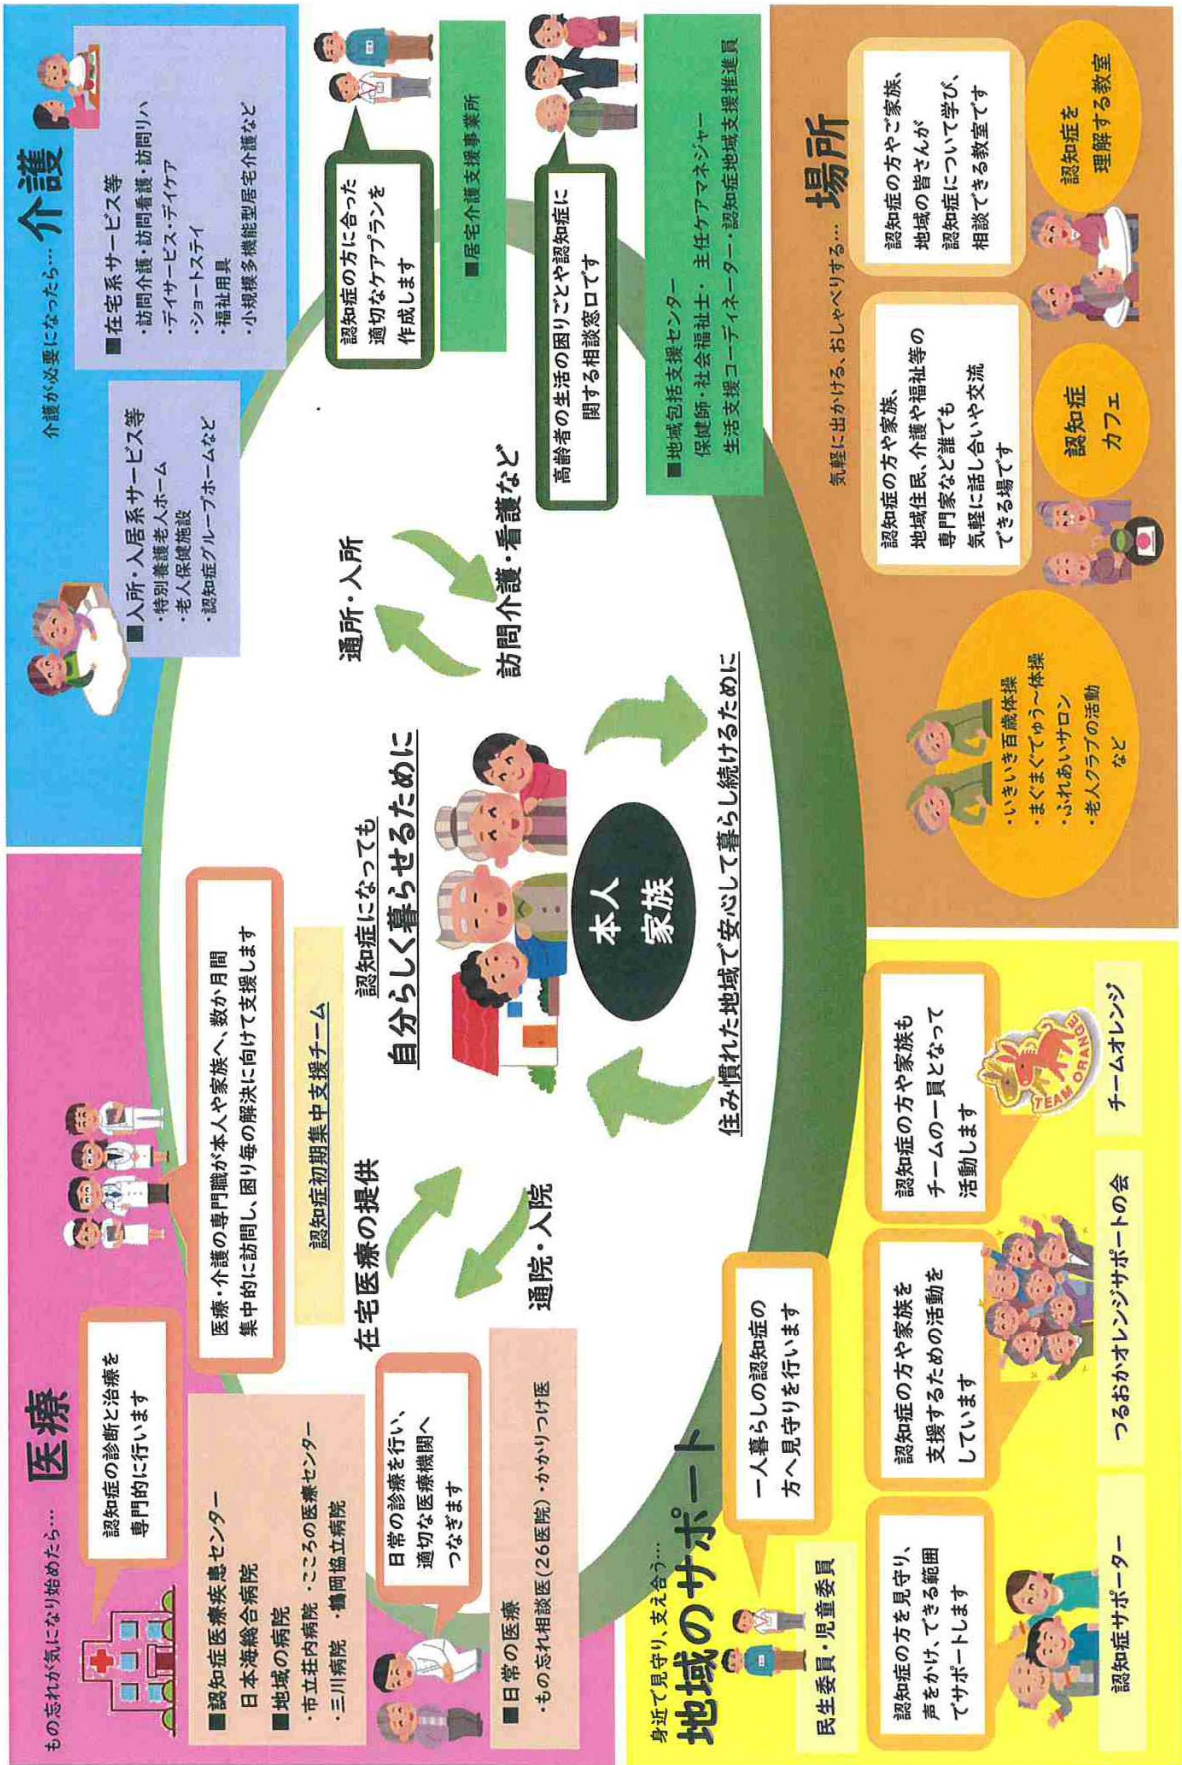 もの忘れが気になり始めたら…
医療
認知症の診断と治療を
専門的に行います
■認知症医療疾患センター
日本海総合病院
■地域の病院
・市立荘内病院・こころの医療センター
・三川病院 ・鶴岡協立病院
医療・介護の専門職が本人や家族へ、数か月間
集中的に訪問し、困り毎の解決に向けて支援します
認知症初期集中支援チーム
日常の診療を行い、
適切な医療機関へ
つなぎます
■日常の医療
・もの忘れ相談医(26医院)・かかりつけ医
在宅医療の提供
通院・入院
介護が必要になったら…
介護
■入所・入居系サービス等
・特別養護老人ホーム
・老人保健施設
・認知症グループホームなど
■在宅系サービス等
・訪問介護・訪問看護・訪問リハ
・デイサービス・デイケア
・ショートステイ
・福祉用具
・小規模多機能型居宅介護など
認知症の方に合った
適切なケアプランを
作成します
■居宅介護支援事業所
高齢者の生活の困りごとや認知症に
関する相談窓口です
■地域包括支援センター
保健師・社会福祉士・主任ケアマネジャー
生活支援コーディネーター・認知症地域支援推進員
通所・入所
訪問介護・看護など
認知症になっても
自分らしく暮らせるために
本人
家族
住み慣れた地域で安心して暮らし続けるために
身近で見守り、支え合う…
地域のサポート
一人暮らしの認知症の
方へ見守りを行います
民生委員・児童委員
認知症の方を見守り、
声をかけ、できる範囲
でサポートします
認知症サポーター
認知症の方や家族を
支援するための活動を
しています
つるおかオレンジサポートの会
認知症の方や家族も
チームの一員となって
活動します
TEAM ORANGE
チームオレンジ
気軽に出かける、おしゃべりする…
場所
・いきいき百歳体操
・まぐまぐでゅう～体操
・ふれあいサロン
・老人クラブの活動
など
認知症の方や家族、
地域住民、介護や福祉等の
専門家など誰でも
気軽に話し合いや交流
できる場です
認知症
カフェ
認知症の方やご家族、
地域の皆さんが
認知症について学び、
相談できる教室です
認知症を
理解する教室